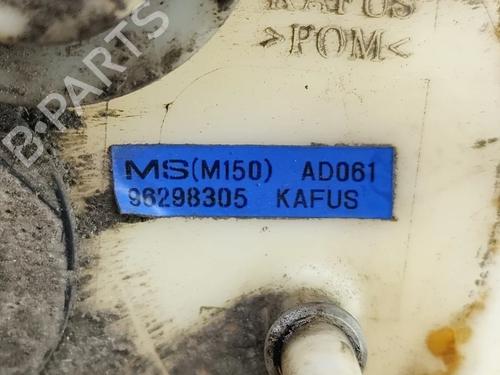 KAFUS
>POM<
B-PARTS
MS(M150) AD061
96298305 KAFUS